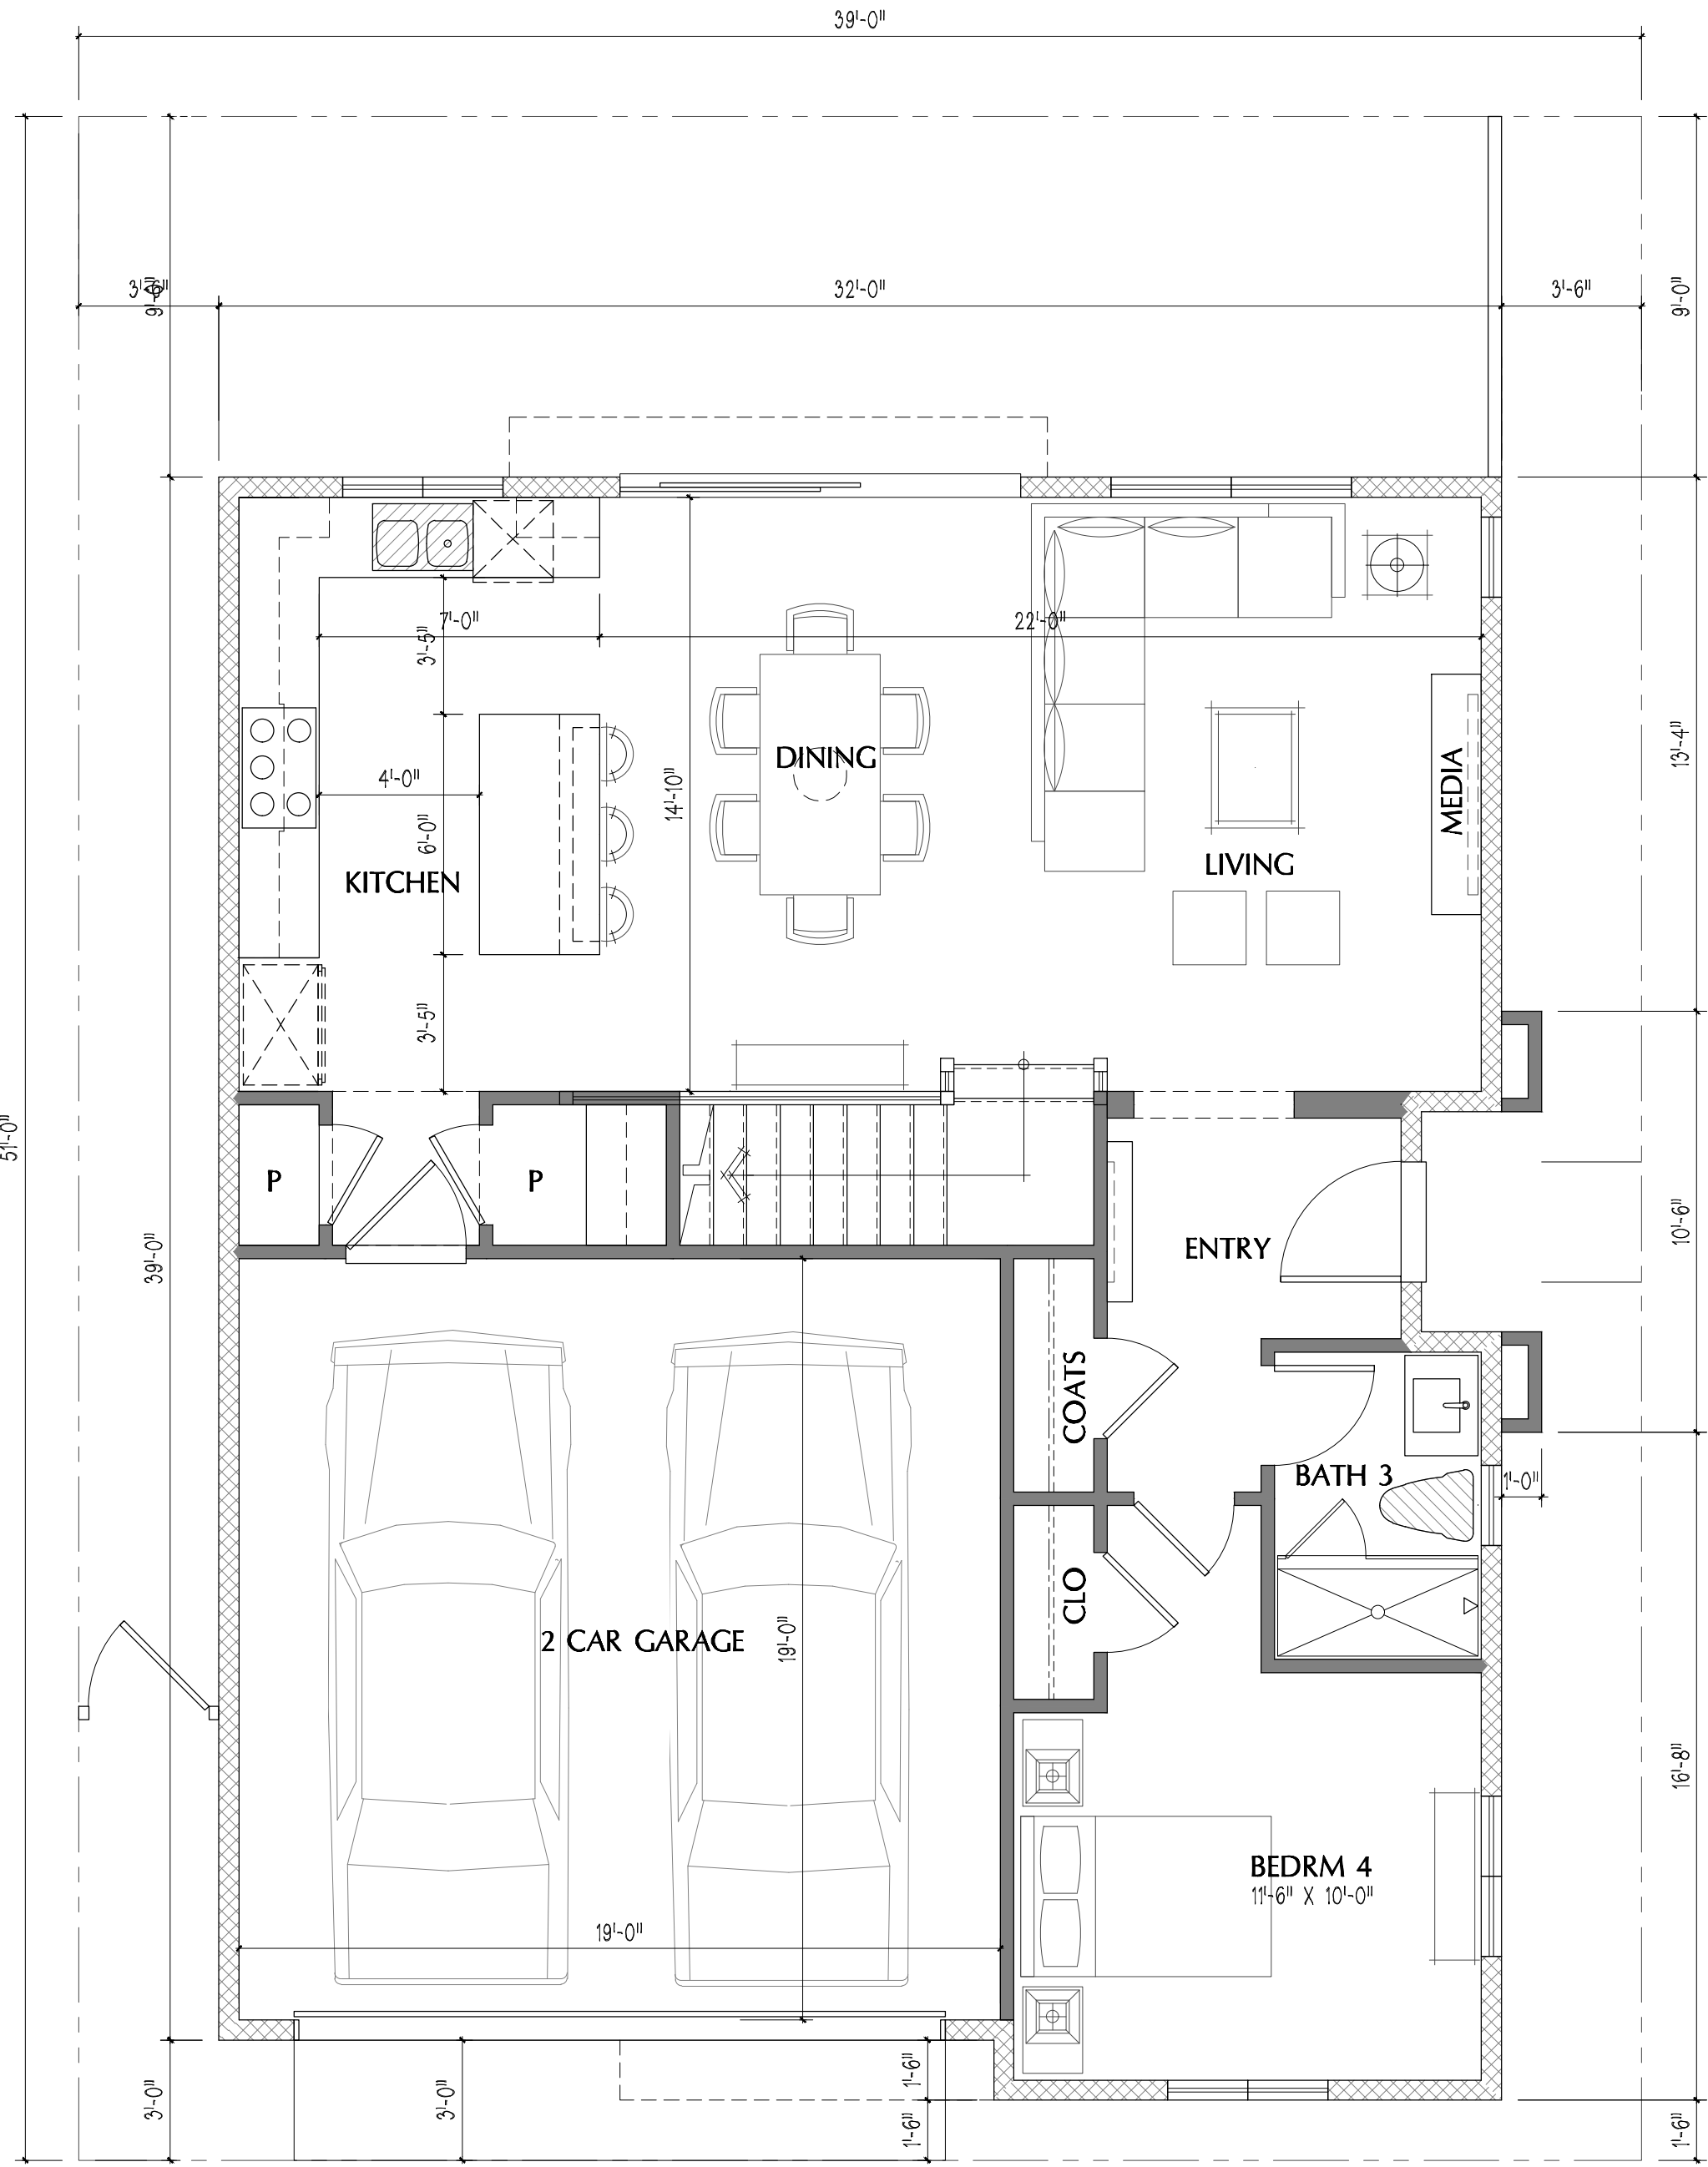 39'-0"
3'-6"
9'-0"
32'-0"
3'-6"
9'-0"
7'-0"
22'-0"
3'-5"
13'-4"
DINING
4'-0"
14'-10"
MEDIA
6'-0"
LIVING
KITCHEN
3'-5"
51'-0"
P
P
10'-6"
ENTRY
39'-0"
COATS
BATH 3
1'-0"
CLO
2 CAR GARAGE
19'-0"
16'-8"
BEDRM 4
11'-6" X 10'-0"
19'-0"
1'-6"
3'-0"
3'-0"
1'-6"
1'-6"